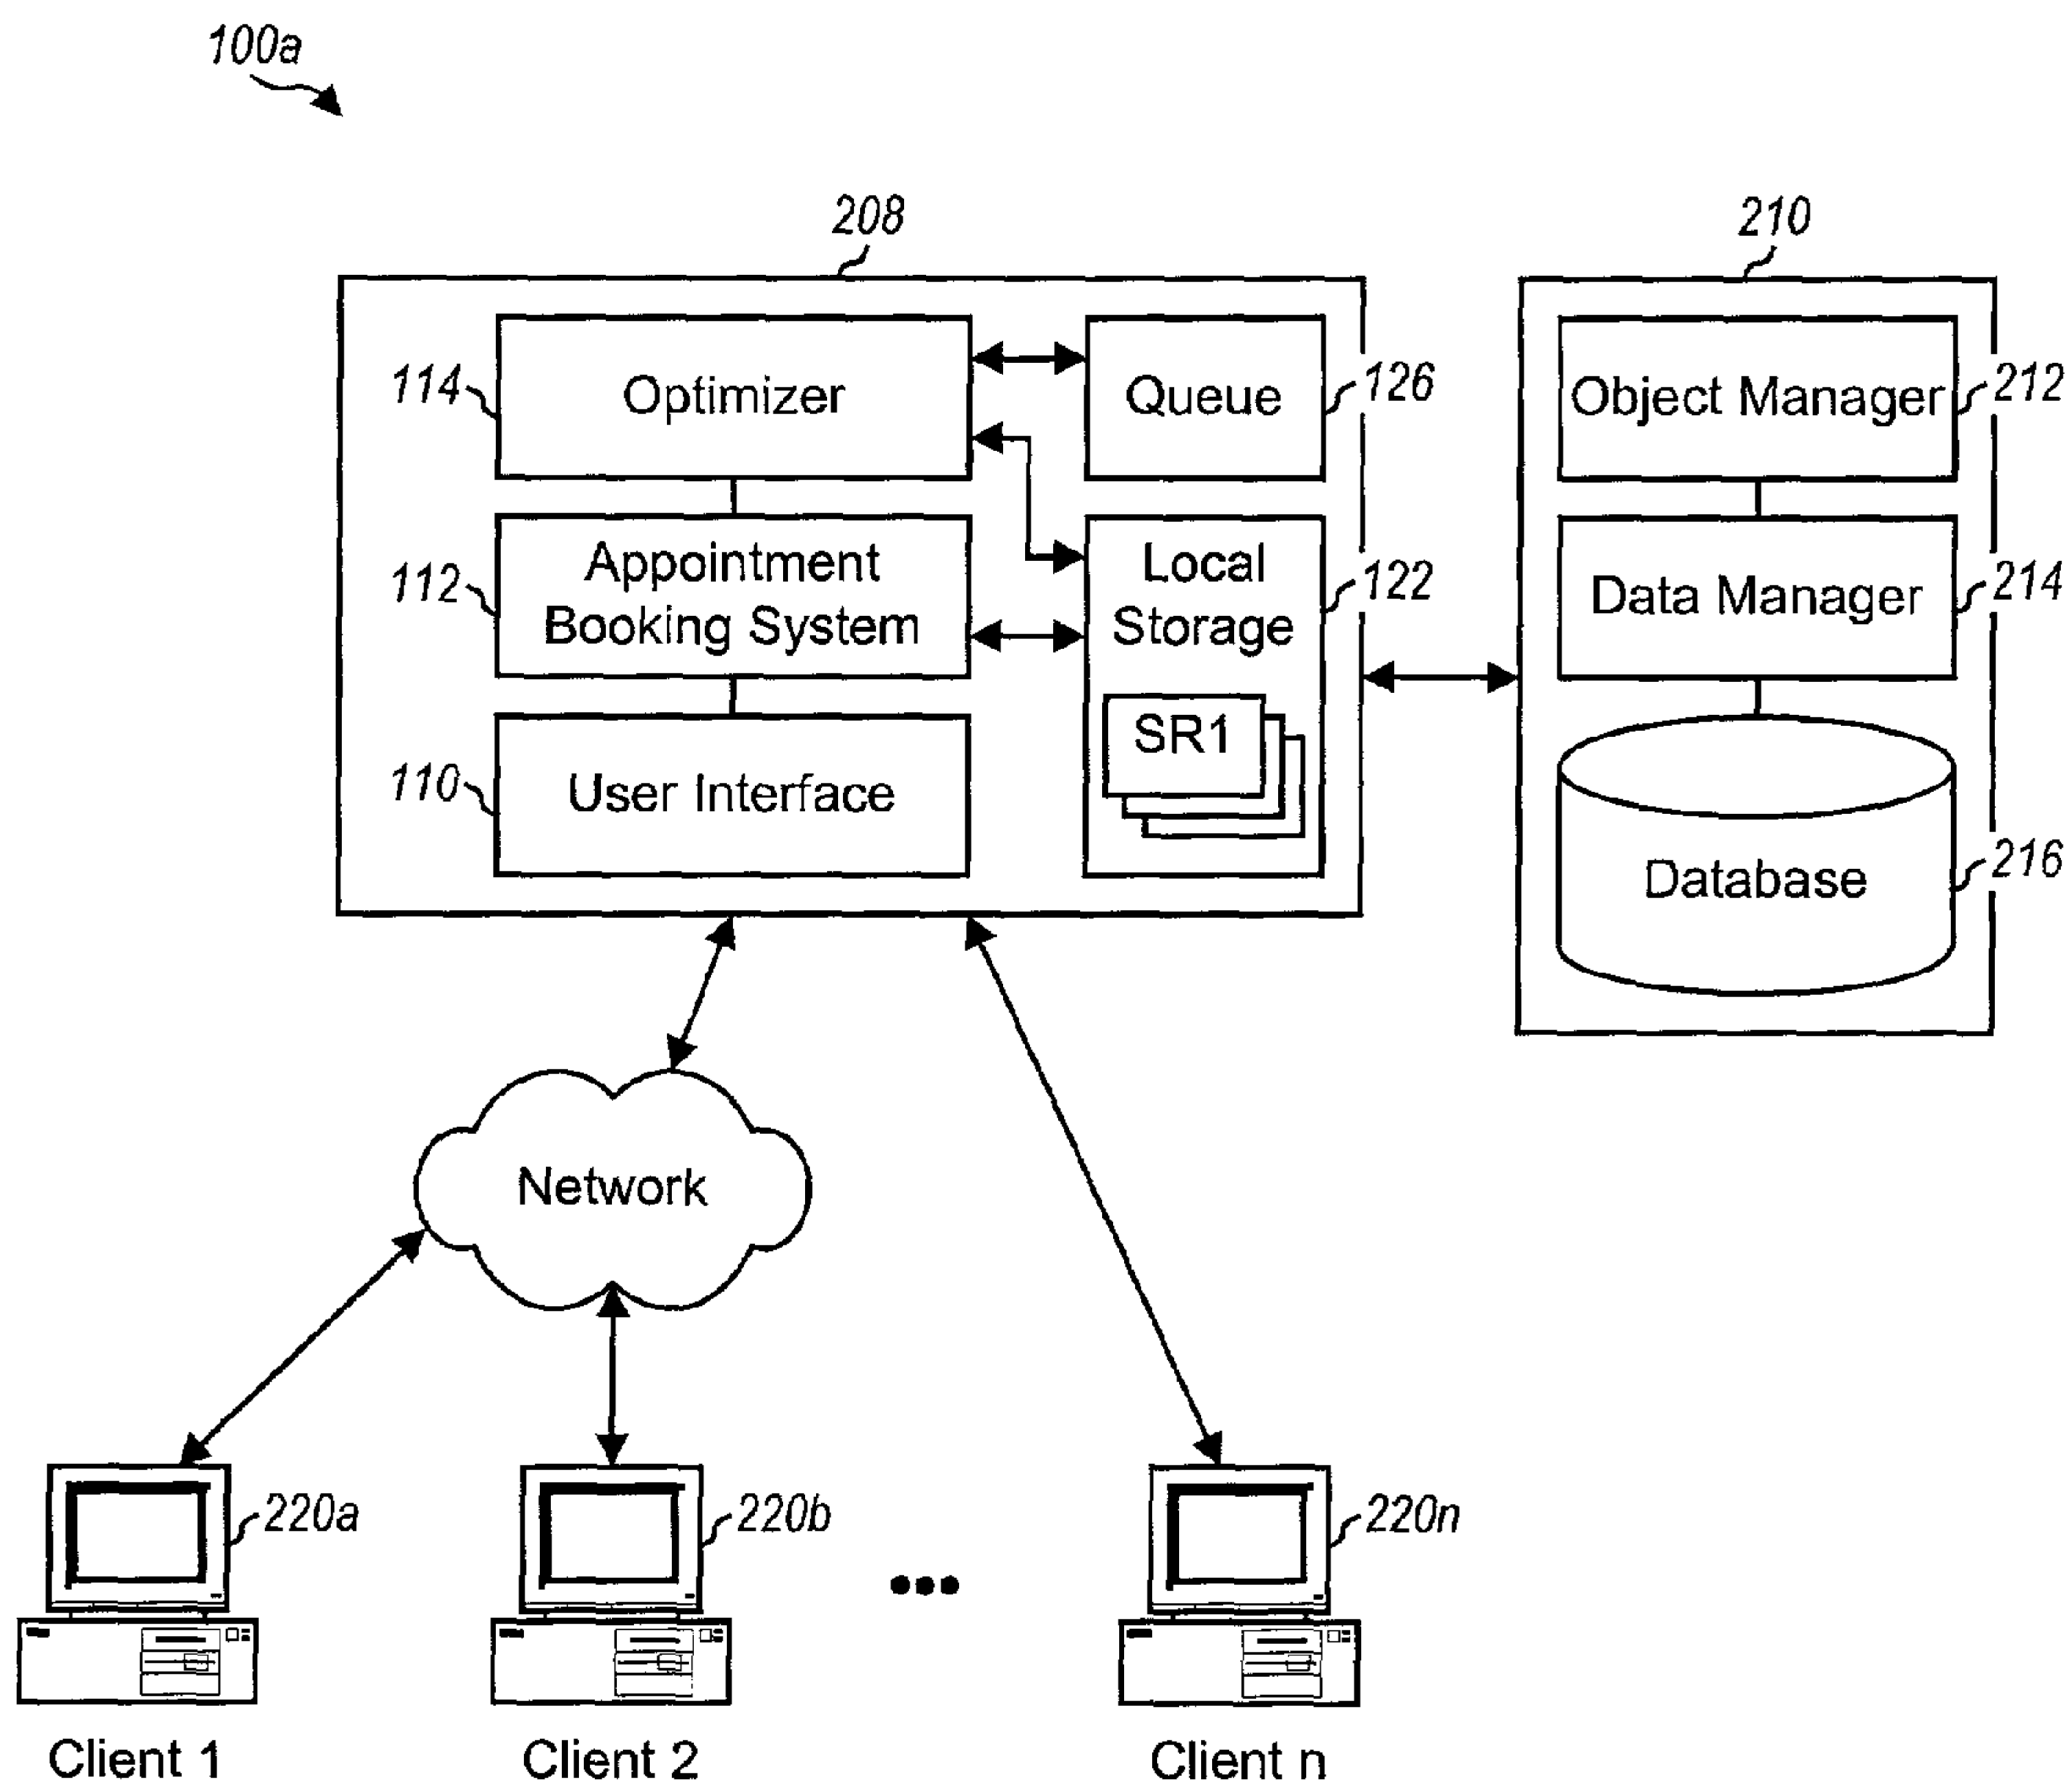 100a
208
210
114
Optimizer
Queue
126
Object Manager
212
112
Appointment
Booking System
Local
Storage
122
Data Manager
214
SR1
110
User Interface
Database
216
Network
220a
220b
220n
Client 1
Client 2
Client n